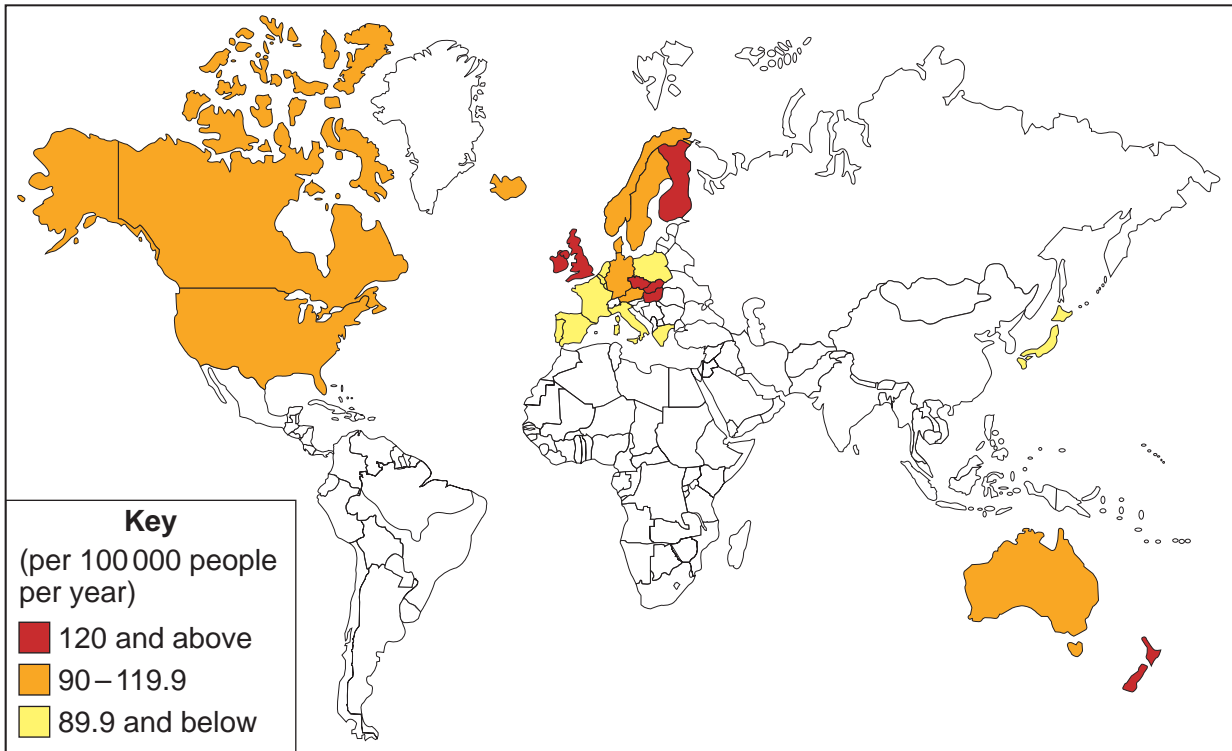 Key
(per 100 000 people
per year)
120 and above
90–119.9
89.9 and below